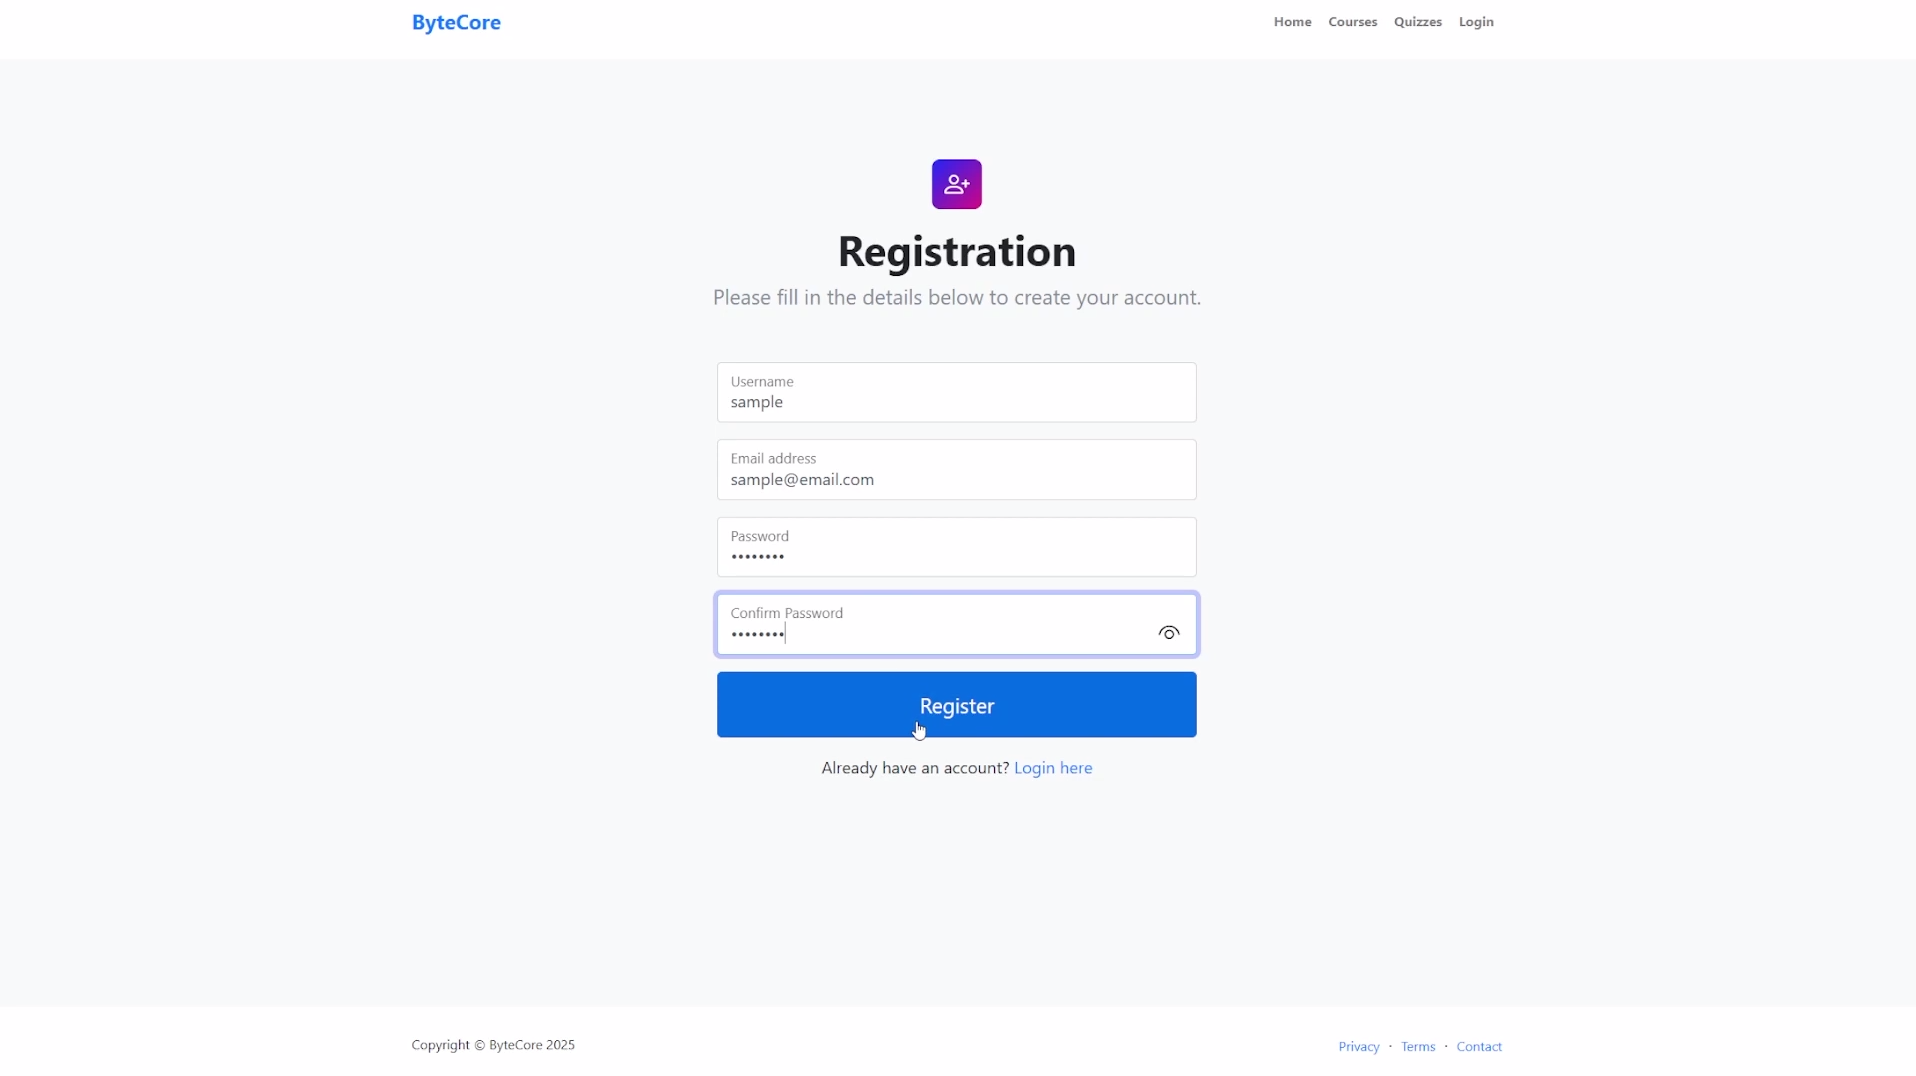 ByteCore
Home Courses Quizzes Login
Registration
Please fill in the details below to create your account.
Username
sample
Email address
sample@email.com
Password
••••••••
Confirm Password
••••••••
Register
Already have an account? Login here
Copyright © ByteCore 2025
Privacy · Terms · Contact